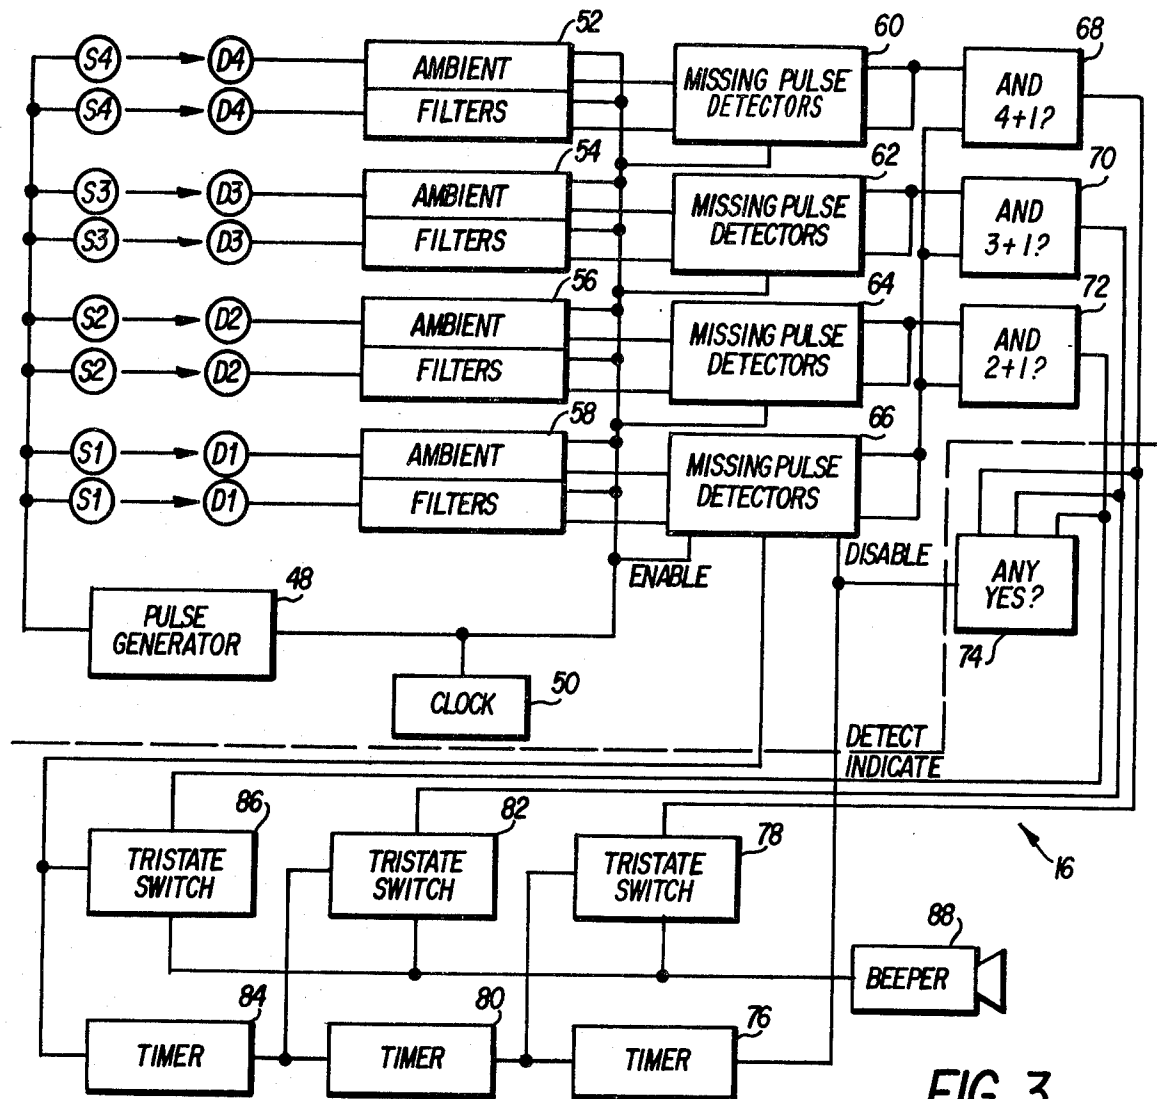 52
60
68
S4 D4 AMBIENT
S4 D4 FILTERS
MISSING PULSE
DETECTORS
AND
4+1?
54
62
70
S3 D3 AMBIENT
S3 D3 FILTERS
MISSING PULSE
DETECTORS
AND
3+1?
56
64
72
S2 D2 AMBIENT
S2 D2 FILTERS
MISSING PULSE
DETECTORS
AND
2+1?
58
66
S1 D1 AMBIENT
S1 D1 FILTERS
MISSING PULSE
DETECTORS
DISABLE
ENABLE
ANY
YES?
74
48
PULSE
GENERATOR
50
CLOCK
DETECT
INDICATE
86
82
78
TRISTATE
SWITCH
TRISTATE
SWITCH
TRISTATE
SWITCH
16
88
BEEPER
84
80
76
TIMER
TIMER
TIMER
FIG. 3